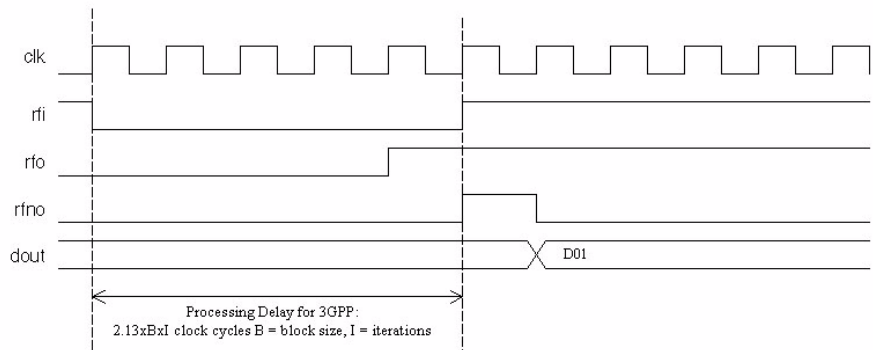 clk
rfi
rfo
rfno
dout
D01
Processing Delay for 3GPP:
2.13xBxI clock cycles B = block size, I = iterations